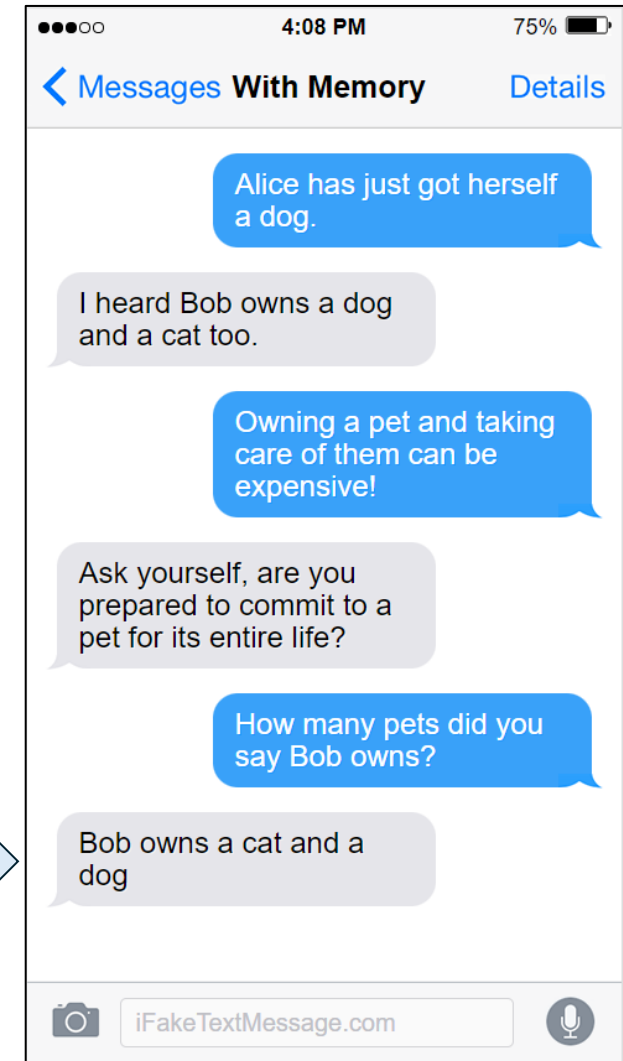 4:08 PM 75%
Messages With Memory Details
Alice has just got herself
a dog.
I heard Bob owns a dog
and a cat too.
Owning a pet and taking
care of them can be
expensive!
Ask yourself, are you
prepared to commit to a
pet for its entire life?
How many pets did you
say Bob owns?
Bob owns a cat and a
dog
iFakeTextMessage.com